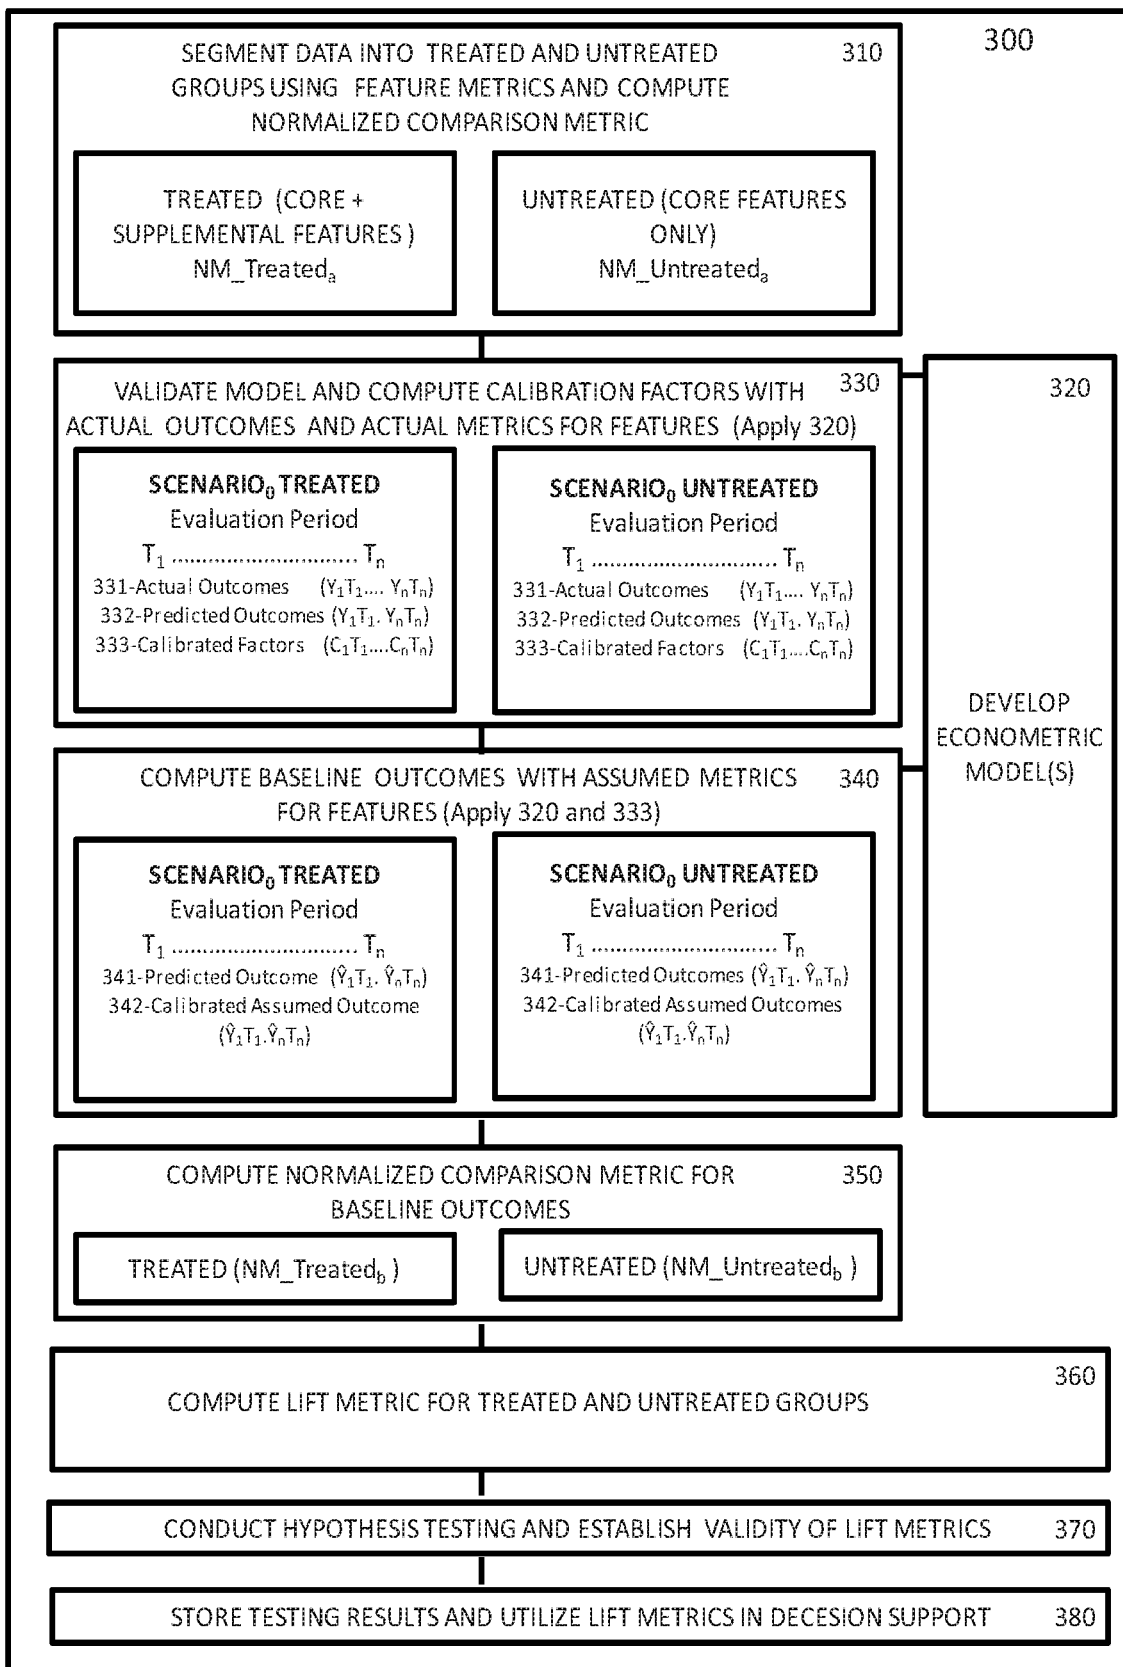 300
SEGMENT DATA INTO TREATED AND UNTREATED
GROUPS USING FEATURE METRICS AND COMPUTE
NORMALIZED COMPARISON METRIC
310
TREATED (CORE +
SUPPLEMENTAL FEATURES )
NM_Treatedₐ
UNTREATED (CORE FEATURES
ONLY)
NM_Untreatedₐ
VALIDATE MODEL AND COMPUTE CALIBRATION FACTORS WITH
ACTUAL OUTCOMES AND ACTUAL METRICS FOR FEATURES (Apply 320)
330
SCENARIO₀ TREATED
Evaluation Period
T₁ .............................. Tₙ
331-Actual Outcomes (Y₁T₁.... YₙTₙ)
332-Predicted Outcomes (Y₁T₁. YₙTₙ)
333-Calibrated Factors (C₁T₁....CₙTₙ)
SCENARIO₀ UNTREATED
Evaluation Period
T₁ .............................. Tₙ
331-Actual Outcomes (Y₁T₁.... YₙTₙ)
332-Predicted Outcomes (Y₁T₁. YₙTₙ)
333-Calibrated Factors (C₁T₁....CₙTₙ)
320
DEVELOP
ECONOMETRIC
MODEL(S)
COMPUTE BASELINE OUTCOMES WITH ASSUMED METRICS
FOR FEATURES (Apply 320 and 333)
340
SCENARIO₀ TREATED
Evaluation Period
T₁ .............................. Tₙ
341-Predicted Outcome (Ŷ₁T₁. ŶₙTₙ)
342-Calibrated Assumed Outcome
(Ŷ₁T₁.ŶₙTₙ)
SCENARIO₀ UNTREATED
Evaluation Period
T₁ .............................. Tₙ
341-Predicted Outcomes (Ŷ₁T₁. ŶₙTₙ)
342-Calibrated Assumed Outcomes
(Ŷ₁T₁.ŶₙTₙ)
COMPUTE NORMALIZED COMPARISON METRIC FOR
BASELINE OUTCOMES
350
TREATED (NM_Treated_b )
UNTREATED (NM_Untreated_b )
COMPUTE LIFT METRIC FOR TREATED AND UNTREATED GROUPS
360
CONDUCT HYPOTHESIS TESTING AND ESTABLISH VALIDITY OF LIFT METRICS 370
STORE TESTING RESULTS AND UTILIZE LIFT METRICS IN DECESION SUPPORT 380